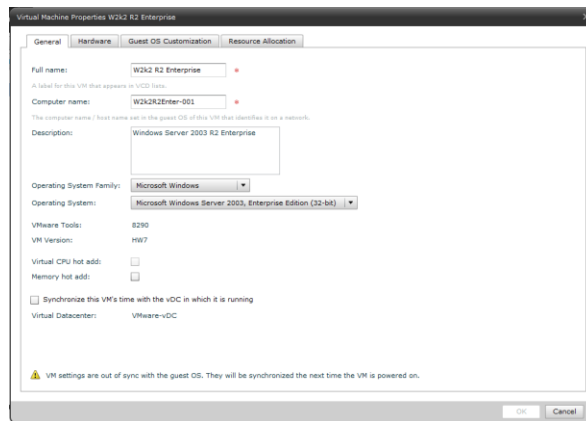 Virtual Machine Properties W2k2 R2 Enterprise
General Hardware Guest OS Customization Resource Allocation
Full name: W2k2 R2 Enterprise *
A label for this VM that appears in VCD lists.
Computer name: W2k2R2Enter-001 *
The computer name / host name set in the guest OS of this VM that identifies it on a network.
Description: Windows Server 2003 R2 Enterprise
Operating System Family: Microsoft Windows
Operating System: Microsoft Windows Server 2003, Enterprise Edition (32-bit)
VMware Tools: 8290
VM Version: HW7
Virtual CPU hot add:
Memory hot add:
Synchronize this VM's time with the vDC in which it is running
Virtual Datacenter: VMware-vDC
VM settings are out of sync with the guest OS. They will be synchronized the next time the VM is powered on.
OK Cancel